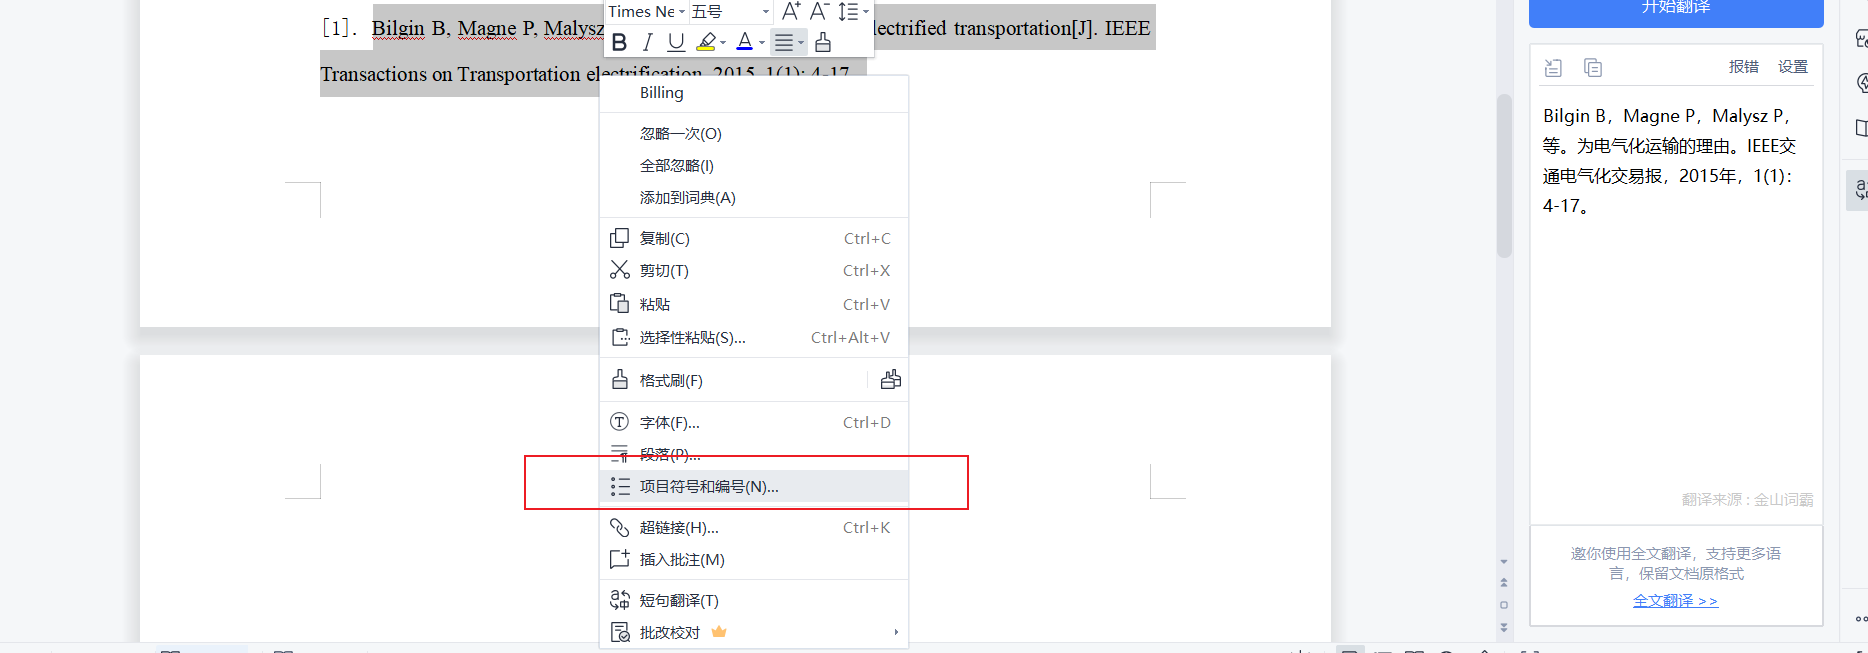 [1]. Bilgin B, Magne P, Malysz
Times Ne 五号
lectrified transportation[J]. IEEE
Transactions on Transportation electrification, 2015, 1(1): 4-17
Billing
忽略一次(O)
全部忽略(I)
添加到词典(A)
复制(C) Ctrl+C
剪切(T) Ctrl+X
粘贴 Ctrl+V
选择性粘贴(S)... Ctrl+Alt+V
格式刷(F)
字体(F)... Ctrl+D
段落(P)...
项目符号和编号(N)...
超链接(H)... Ctrl+K
插入批注(M)
短句翻译(T)
批改校对
开始翻译
报错 设置
Bilgin B，Magne P，Malysz P，
等。为电气化运输的理由。IEEE交
通电气化交易报，2015年，1(1)：
4-17。
翻译来源：金山词霸
邀你使用全文翻译，支持更多语
言，保留文档原格式
全文翻译 >>